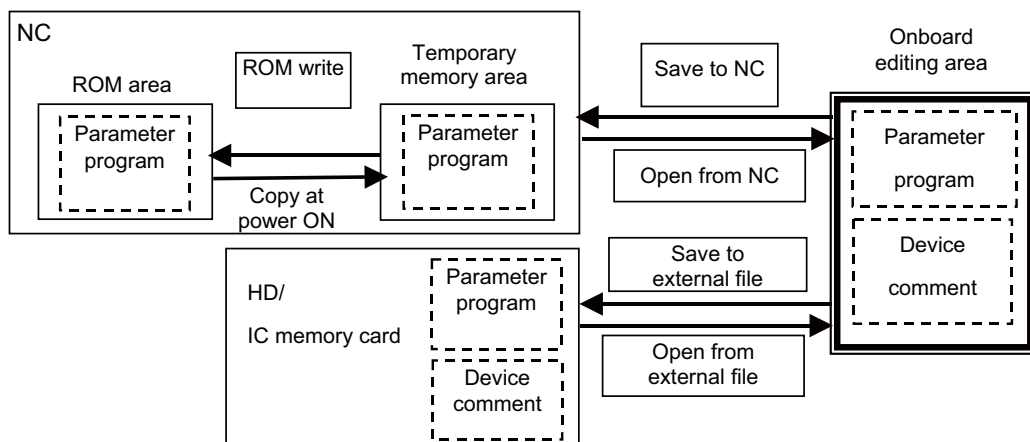 NC
ROM area
Parameter
program
ROM write
Copy at
power ON
Temporary
memory area
Parameter
program
Save to NC
Open from NC
Onboard
editing area
Parameter
program
Device
comment
HD/
IC memory card
Parameter
program
Device
comment
Save to
external file
Open from
external file